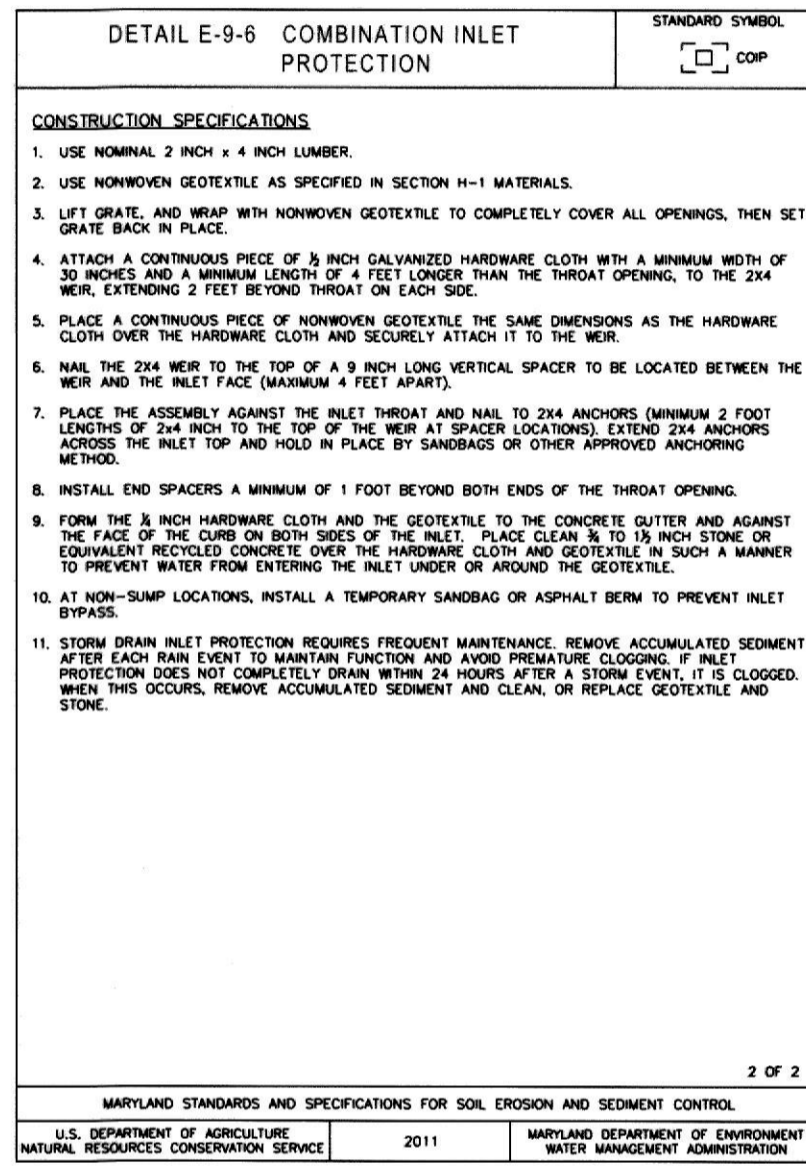 DETAIL E-9-6 COMBINATION INLET
PROTECTION
STANDARD SYMBOL
COIP
CONSTRUCTION SPECIFICATIONS
1. USE NOMINAL 2 INCH x 4 INCH LUMBER.
2. USE NONWOVEN GEOTEXTILE AS SPECIFIED IN SECTION H-1 MATERIALS.
3. LIFT GRATE, AND WRAP WITH NONWOVEN GEOTEXTILE TO COMPLETELY COVER ALL OPENINGS, THEN SET
GRATE BACK IN PLACE.
4. ATTACH A CONTINUOUS PIECE OF ½ INCH GALVANIZED HARDWARE CLOTH WITH A MINIMUM WIDTH OF
30 INCHES AND A MINIMUM LENGTH OF 4 FEET LONGER THAN THE THROAT OPENING, TO THE 2X4
WEIR, EXTENDING 2 FEET BEYOND THROAT ON EACH SIDE.
5. PLACE A CONTINUOUS PIECE OF NONWOVEN GEOTEXTILE THE SAME DIMENSIONS AS THE HARDWARE
CLOTH OVER THE HARDWARE CLOTH AND SECURELY ATTACH IT TO THE WEIR.
6. NAIL THE 2X4 WEIR TO THE TOP OF A 9 INCH LONG VERTICAL SPACER TO BE LOCATED BETWEEN THE
WEIR AND THE INLET FACE (MAXIMUM 4 FEET APART).
7. PLACE THE ASSEMBLY AGAINST THE INLET THROAT AND NAIL TO 2X4 ANCHORS (MINIMUM 2 FOOT
LENGTHS OF 2x4 INCH TO THE TOP OF THE WEIR AT SPACER LOCATIONS). EXTEND 2X4 ANCHORS
ACROSS THE INLET TOP AND HOLD IN PLACE BY SANDBAGS OR OTHER APPROVED ANCHORING
METHOD.
8. INSTALL END SPACERS A MINIMUM OF 1 FOOT BEYOND BOTH ENDS OF THE THROAT OPENING.
9. FORM THE INCH HARDWARE CLOTH AND THE GEOTEXTILE TO THE CONCRETE GUTTER AND AGAINST
THE FACE OF THE CURB ON BOTH SIDES OF THE INLET. PLACE CLEAN ¾ TO 1½ INCH STONE OR
EQUIVALENT RECYCLED CONCRETE OVER THE HARDWARE CLOTH AND GEOTEXTILE IN SUCH A MANNER
TO PREVENT WATER FROM ENTERING THE INLET UNDER OR AROUND THE GEOTEXTILE.
10. AT NON-SUMP LOCATIONS, INSTALL A TEMPORARY SANDBAG OR ASPHALT BERM TO PREVENT INLET
BYPASS.
11. STORM DRAIN INLET PROTECTION REQUIRES FREQUENT MAINTENANCE. REMOVE ACCUMULATED SEDIMENT
AFTER EACH RAIN EVENT TO MAINTAIN FUNCTION AND AVOID PREMATURE CLOGGING. IF INLET
PROTECTION DOES NOT COMPLETELY DRAIN WITHIN 24 HOURS AFTER A STORM EVENT, IT IS CLOGGED.
WHEN THIS OCCURS, REMOVE ACCUMULATED SEDIMENT AND CLEAN, OR REPLACE GEOTEXTILE AND
STONE.
2 OF 2
MARYLAND STANDARDS AND SPECIFICATIONS FOR SOIL EROSION AND SEDIMENT CONTROL
U.S. DEPARTMENT OF AGRICULTURE
NATURAL RESOURCES CONSERVATION SERVICE
2011
MARYLAND DEPARTMENT OF ENVIRONMENT
WATER MANAGEMENT ADMINISTRATION